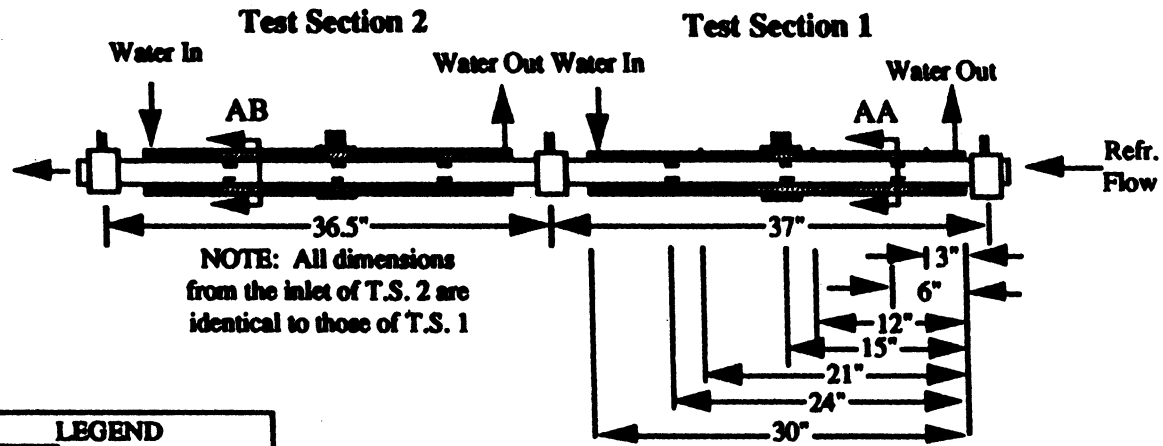 Test Section 2
Test Section 1
Water In
Water Out
Water In
Water Out
AB
AA
Refr.
Flow
36.5"
37"
NOTE: All dimensions
from the inlet of T.S. 2 are
identical to those of T.S. 1
3"
6"
12"
15"
21"
24"
30"
LEGEND